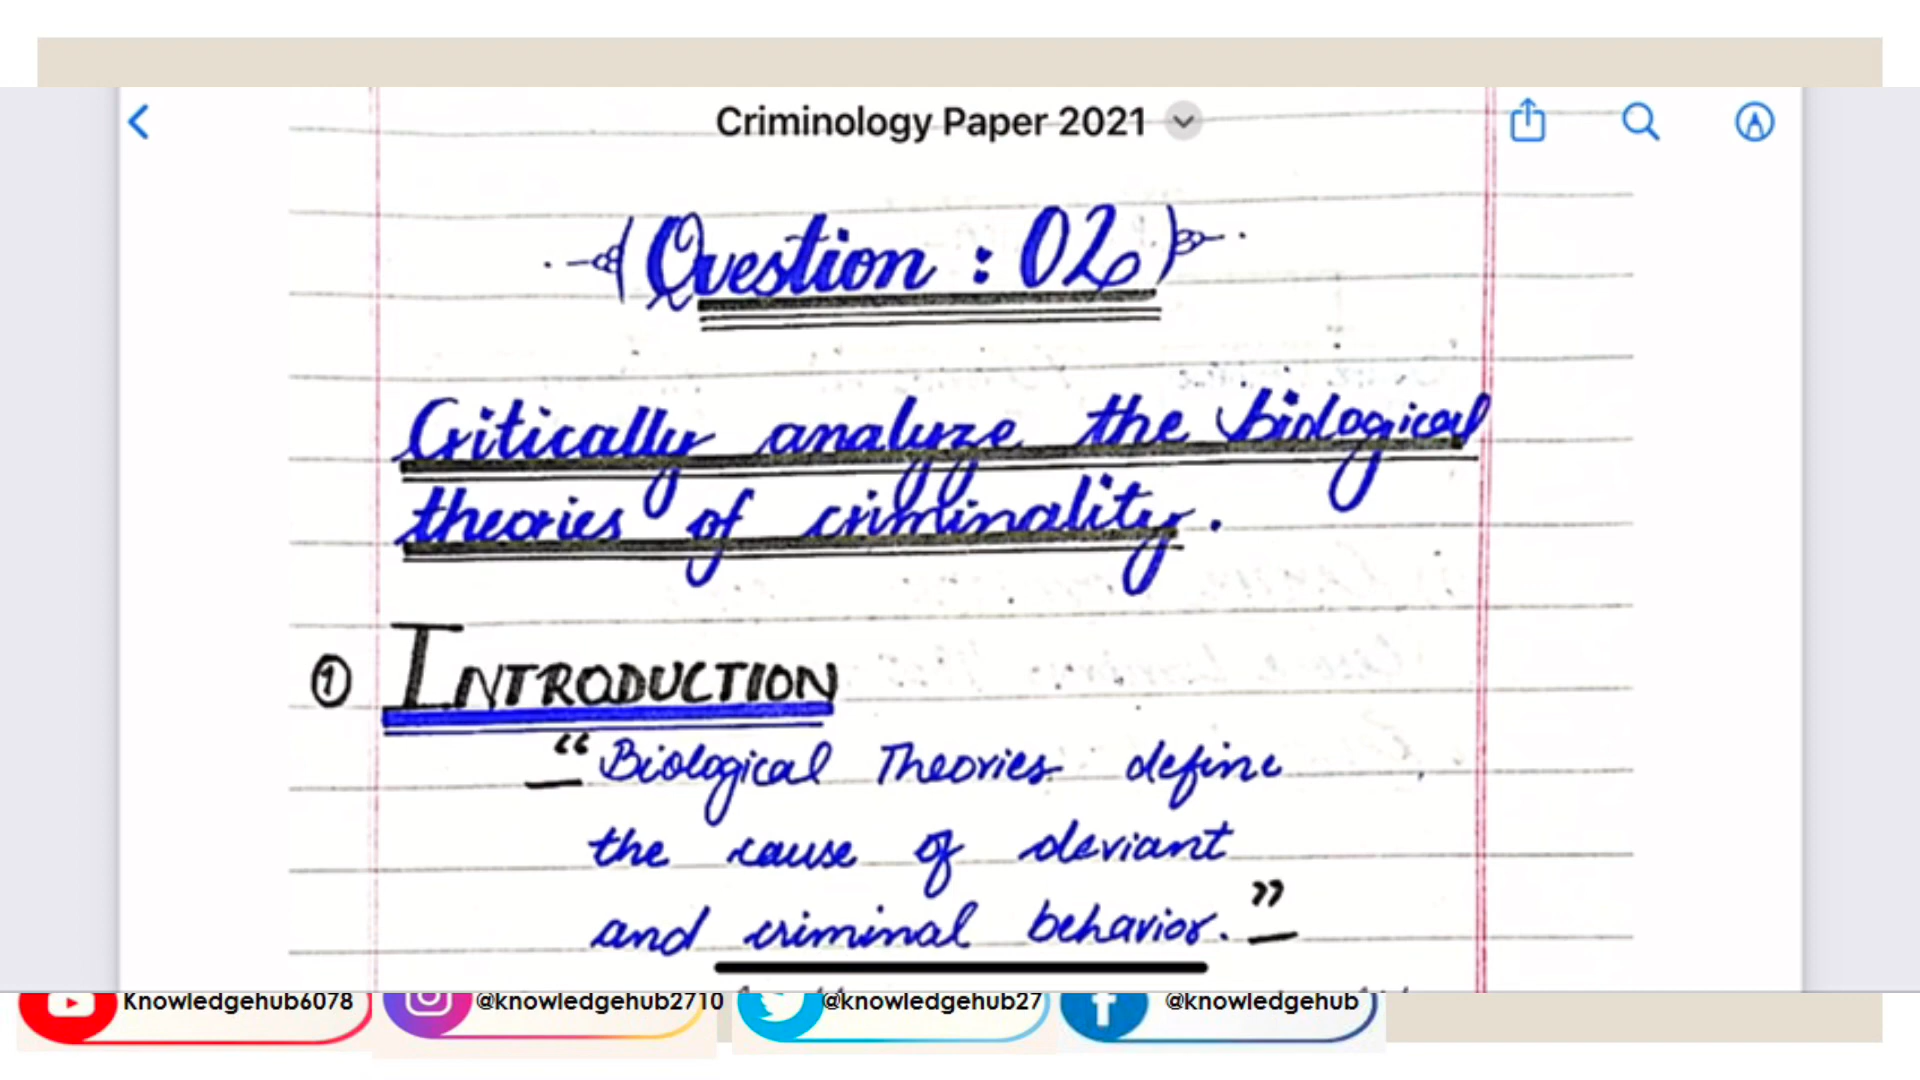 Criminology Paper 2021
Question : 02
Critically analyze the biological
theories of criminality.
① INTRODUCTION
“Biological Theories define
the cause of deviant
and criminal behavior.”
Knowledgehub6078
@knowledgehub2710
@knowledgehub27
@knowledgehub